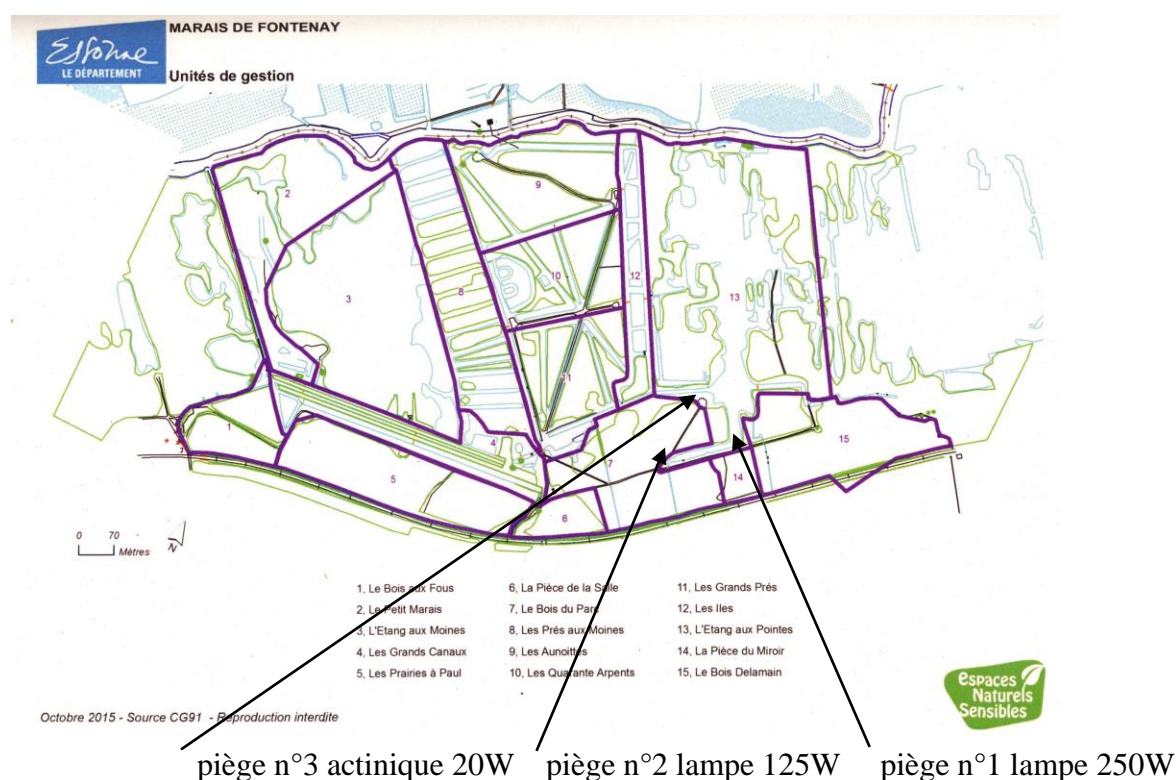 Essonne
LE DÉPARTEMENT
MARAIS DE FONTENAY
Unités de gestion
2
9
3
8
10
12
13
11
1
4
5
7
6
14
15
0 70
Mètres
N
1, Le Bois aux Fous
2, Le Petit Marais
3, L'Etang aux Moines
4, Les Grands Canaux
5, Les Prairies à Paul
6, La Pièce de la Salle
7, Le Bois du Parc
8, Les Prés aux Moines
9, Les Aunoittes
10, Les Quarante Arpents
11, Les Grands Prés
12, Les Iles
13, L'Etang aux Pointes
14, La Pièce du Miroir
15, Le Bois Delamain
Octobre 2015 - Source CG91 - Reproduction interdite
espaces
Naturels
Sensibles
piège n°3 actinique 20W
piège n°2 lampe 125W
piège n°1 lampe 250W